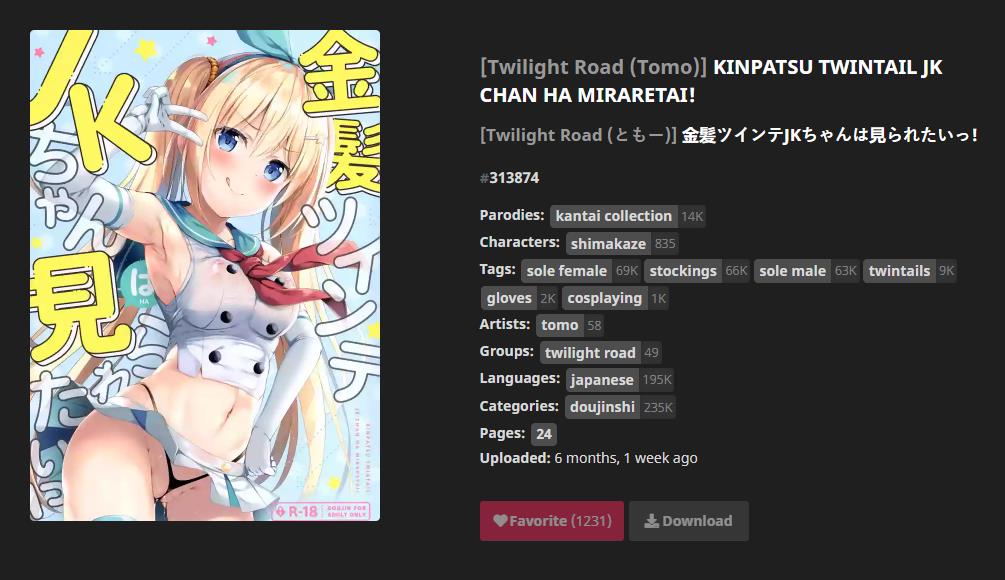 JKちゃん
は
HA
見られたいっ
金髪ツインテ
KINPATSU TWINTAIL
JK CHAN HA MIRARETAI!
R-18
DOUJIN FOR
ADULT ONLY
[Twilight Road (Tomo)] KINPATSU TWINTAIL JK
CHAN HA MIRARETAI!
[Twilight Road (ともー)] 金髪ツインテJKちゃんは見られたいっ!
#313874
Parodies: kantai collection 14K
Characters: shimakaze 835
Tags: sole female 69K stockings 66K sole male 63K twintails 9K
gloves 2K cosplaying 1K
Artists: tomo 58
Groups: twilight road 49
Languages: japanese 195K
Categories: doujinshi 235K
Pages: 24
Uploaded: 6 months, 1 week ago
Favorite (1231) Download